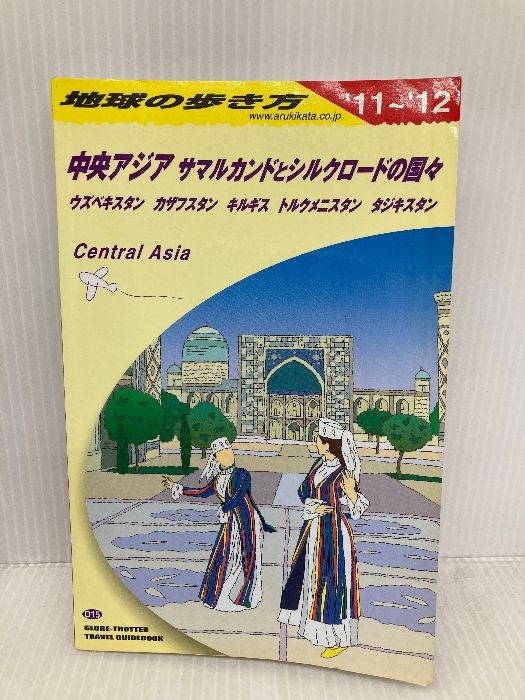 地球の歩き方
'11~'12
www.arukikata.co.jp
中央アジア サマルカンドとシルクロードの国々
ウズベキスタン カザフスタン キルギス トルクメニスタン タジキスタン
Central Asia
D15
GLOBE-TROTTER
TRAVEL GUIDEBOOK